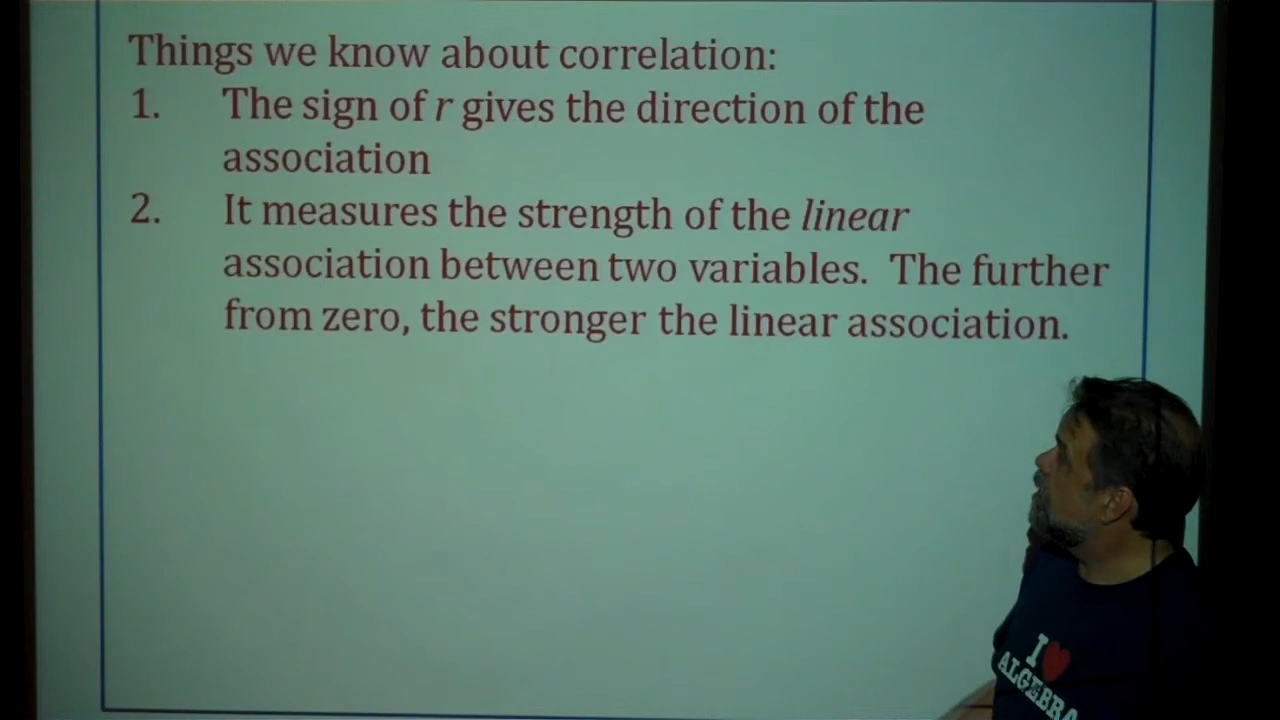 Things we know about correlation:
1. The sign of r gives the direction of the
association
2. It measures the strength of the linear
association between two variables. The further
from zero, the stronger the linear association.
I ♥
ALGEBRA